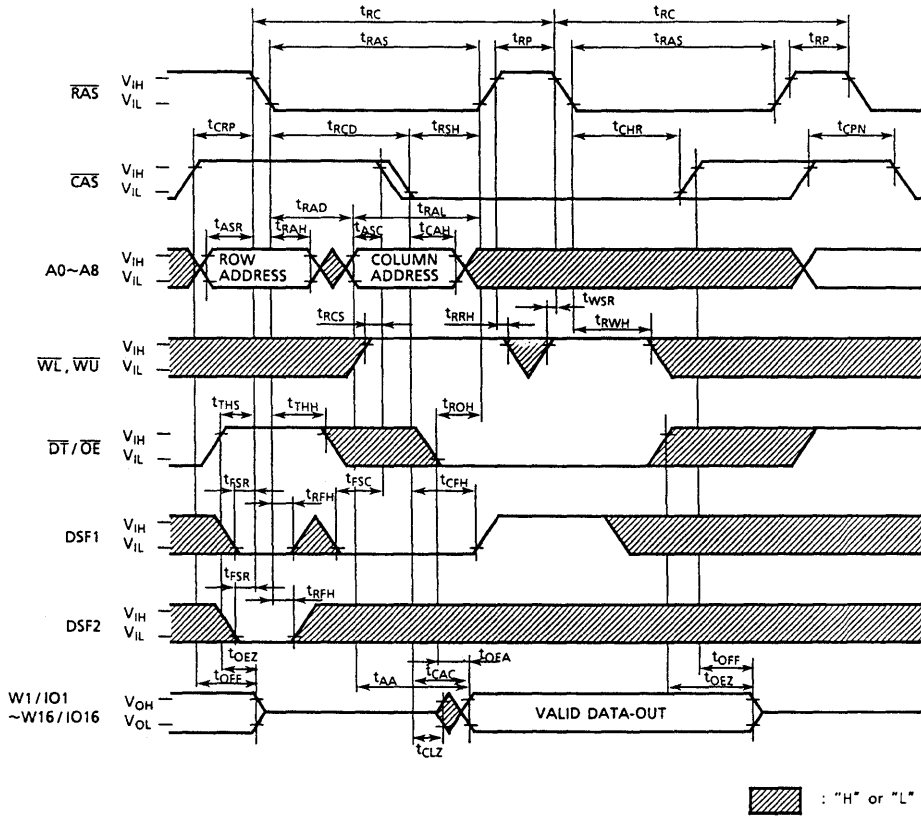 tRC tRC
tRAS tRP tRAS tRP
RAS VIH VIL
tCRP tRCD tRSH tCHR tCPN
CAS VIH VIL
tRAD tRAL
tASR tRAH tASC tCAH
A0~A8 VIH VIL ROW ADDRESS COLUMN ADDRESS
tWSR
tRCS tRRH tRWH
WL, WU VIH VIL
tTHS tTHH tROH
DT/OE VIH VIL
tFSR tRFH tFSC tCFH
DSF1 VIH VIL
tFSR tRFH
DSF2 VIH VIL
tOEZ tOEA tOFF
tOFF tAA tCAC tOEZ
W1/IO1
~W16/IO16 VOH VOL VALID DATA-OUT
tCLZ
: "H" or "L"